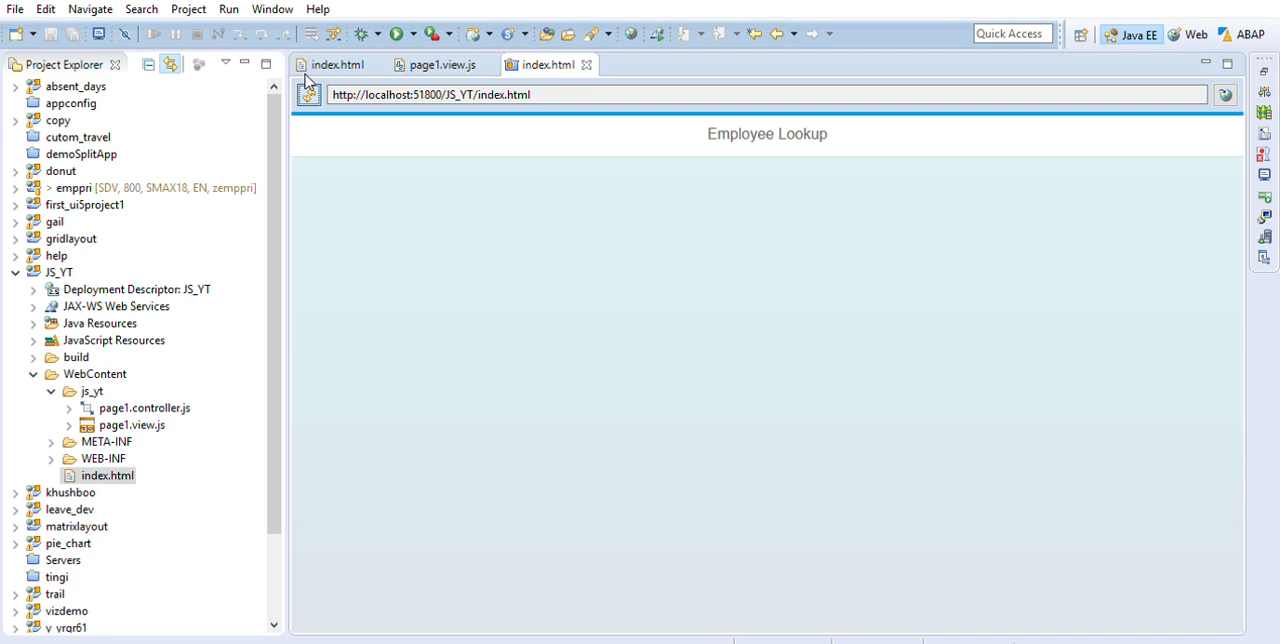 File Edit Navigate Search Project Run Window Help
Quick Access
Java EE
Web
ABAP
Project Explorer
index.html
page1.view.js
index.html
http://localhost:51800/JS_YT/index.html
Employee Lookup
absent_days
appconfig
copy
cutom_travel
demoSplitApp
donut
> emppri [SDV, 800, SMAX18, EN, zemppri]
first_ui5project1
gail
gridlayout
help
JS_YT
Deployment Descriptor: JS_YT
JAX-WS Web Services
Java Resources
JavaScript Resources
build
WebContent
js_yt
page1.controller.js
page1.view.js
META-INF
WEB-INF
index.html
khushboo
leave_dev
matrixlayout
pie_chart
Servers
tingi
trail
vizdemo